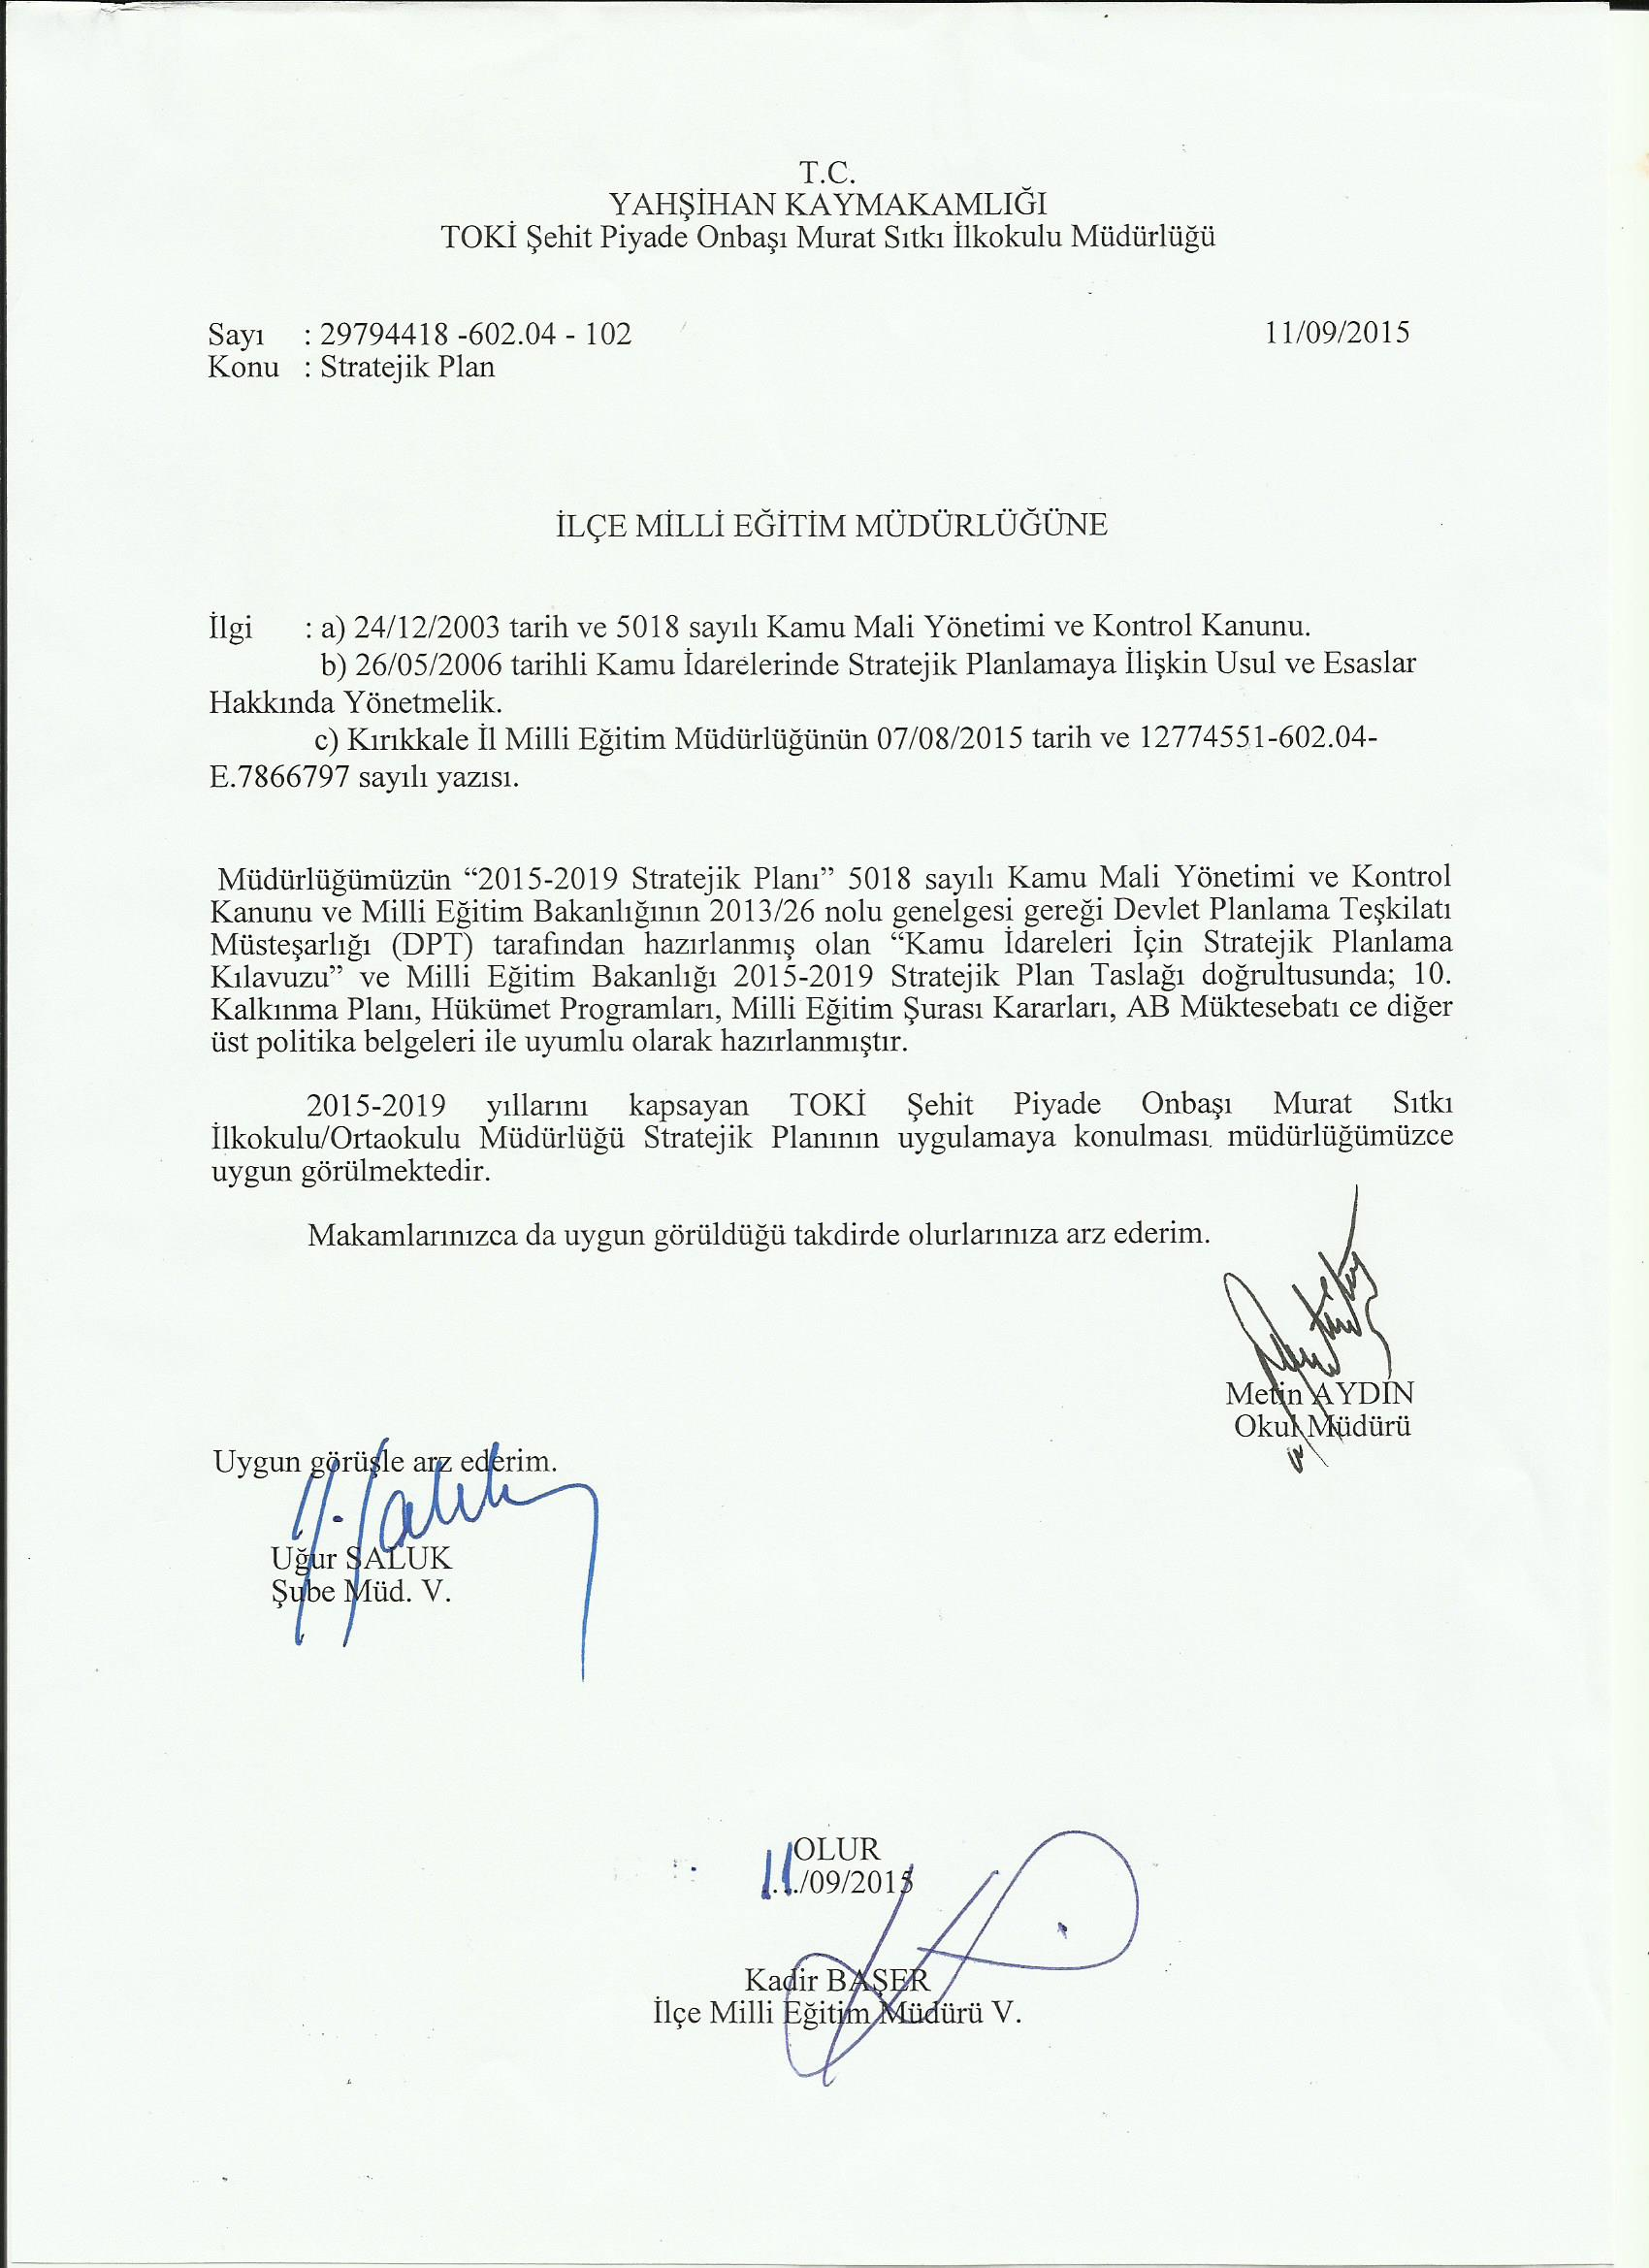 T.C.
YAHŞİHAN KAYMAKAMLIĞI
TOKİ Şehit Piyade Onbaşı Murat Sıtkı İlkokulu Müdürlüğü
Sayı : 29794418 -602.04 - 102 11/09/2015
Konu : Stratejik Plan
İLÇE MİLLİ EĞİTİM MÜDÜRLÜĞÜNE
İlgi : a) 24/12/2003 tarih ve 5018 sayılı Kamu Mali Yönetimi ve Kontrol Kanunu.
b) 26/05/2006 tarihli Kamu İdarelerinde Stratejik Planlamaya İlişkin Usul ve Esaslar
Hakkında Yönetmelik.
c) Kırıkkale İl Milli Eğitim Müdürlüğünün 07/08/2015 tarih ve 12774551-602.04-
E.7866797 sayılı yazısı.
Müdürlüğümüzün “2015-2019 Stratejik Planı” 5018 sayılı Kamu Mali Yönetimi ve Kontrol
Kanunu ve Milli Eğitim Bakanlığının 2013/26 nolu genelgesi gereği Devlet Planlama Teşkilatı
Müsteşarlığı (DPT) tarafından hazırlanmış olan “Kamu İdareleri İçin Stratejik Planlama
Kılavuzu” ve Milli Eğitim Bakanlığı 2015-2019 Stratejik Plan Taslağı doğrultusunda; 10.
Kalkınma Planı, Hükümet Programları, Milli Eğitim Şurası Kararları, AB Müktesebatı ce diğer
üst politika belgeleri ile uyumlu olarak hazırlanmıştır.
2015-2019 yıllarını kapsayan TOKİ Şehit Piyade Onbaşı Murat Sıtkı
İlkokulu/Ortaokulu Müdürlüğü Stratejik Planının uygulamaya konulması müdürlüğümüzce
uygun görülmektedir.
Makamlarınızca da uygun görüldüğü takdirde olurlarınıza arz ederim.
Metin AYDIN
Okul Müdürü
Uygun görüşle arz ederim.
Uğur SALUK
Şube Müd. V.
OLUR
11/09/2015
Kadir BAŞER
İlçe Milli Eğitim Müdürü V.